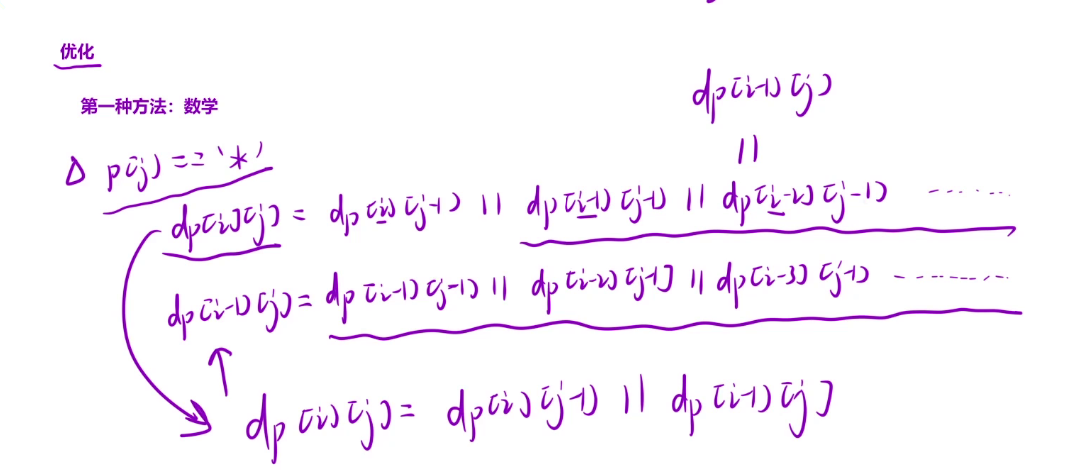 优化
第一种方法：数学
dp[i-1][j]
||
△ p[j] == '*'
dp[i][j] = dp[i][j-1] || dp[i-1][j-1] || dp[i-2][j-1] ......
dp[i-1][j] = dp[i-1][j-1] || dp[i-2][j-1] || dp[i-3][j-1] ......
dp[i][j] = dp[i][j-1] || dp[i-1][j]